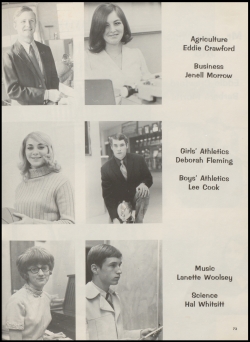 Agriculture
Eddie Crawford
Business
Jenell Morrow
Girls' Athletics
Deborah Fleming
Boys' Athletics
Lee Cook
Music
Lanette Woolsey
Science
Hal Whitsitt